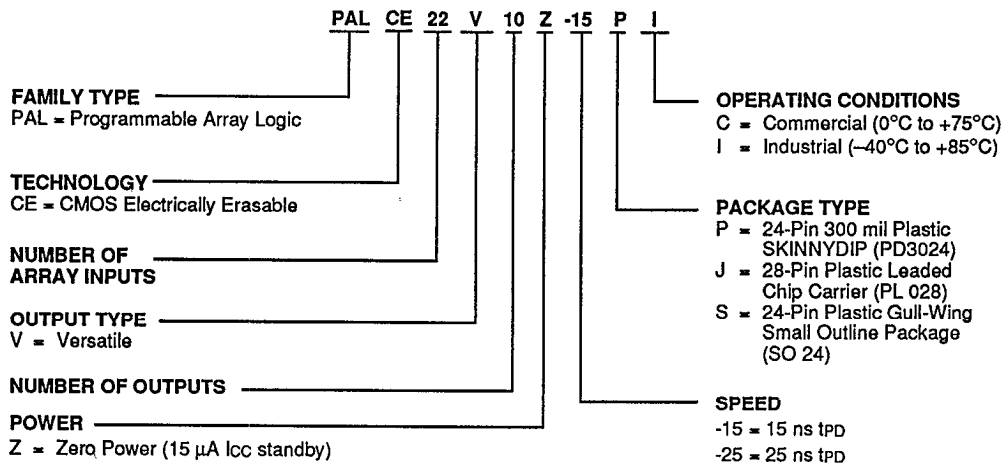 PAL CE 22 V 10 Z -15 P I
FAMILY TYPE
PAL = Programmable Array Logic
TECHNOLOGY
CE = CMOS Electrically Erasable
NUMBER OF
ARRAY INPUTS
OUTPUT TYPE
V = Versatile
NUMBER OF OUTPUTS
POWER
Z = Zero Power (15 µA Icc standby)
OPERATING CONDITIONS
C = Commercial (0°C to +75°C)
I = Industrial (–40°C to +85°C)
PACKAGE TYPE
P = 24-Pin 300 mil Plastic
SKINNYDIP (PD3024)
J = 28-Pin Plastic Leaded
Chip Carrier (PL 028)
S = 24-Pin Plastic Gull-Wing
Small Outline Package
(SO 24)
SPEED
-15 = 15 ns tPD
-25 = 25 ns tPD